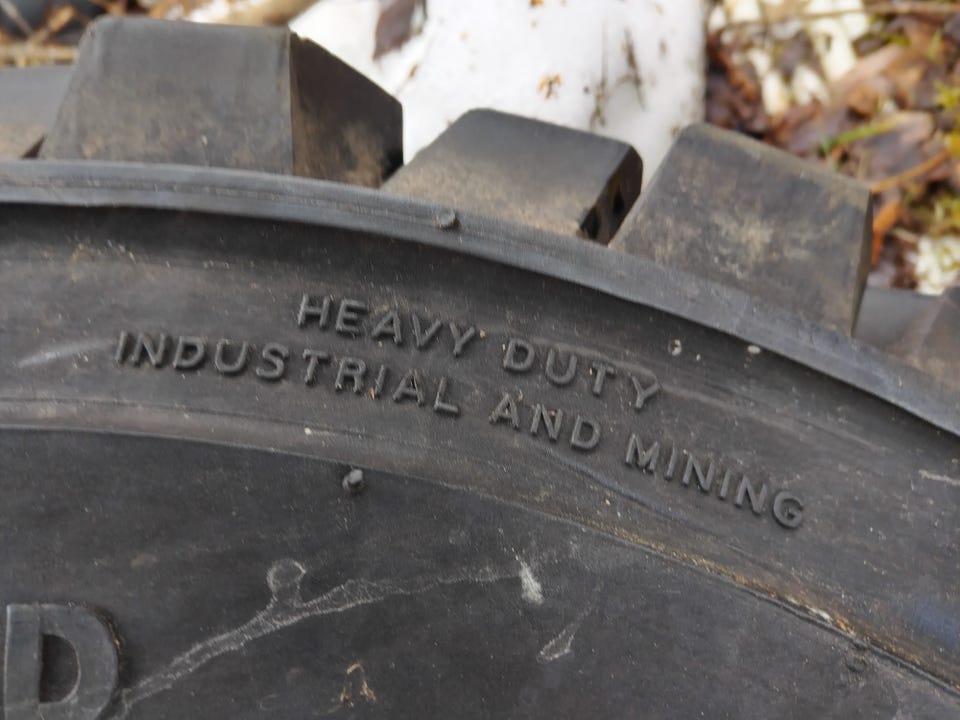 HEAVY DUTY
INDUSTRIAL AND MINING
D